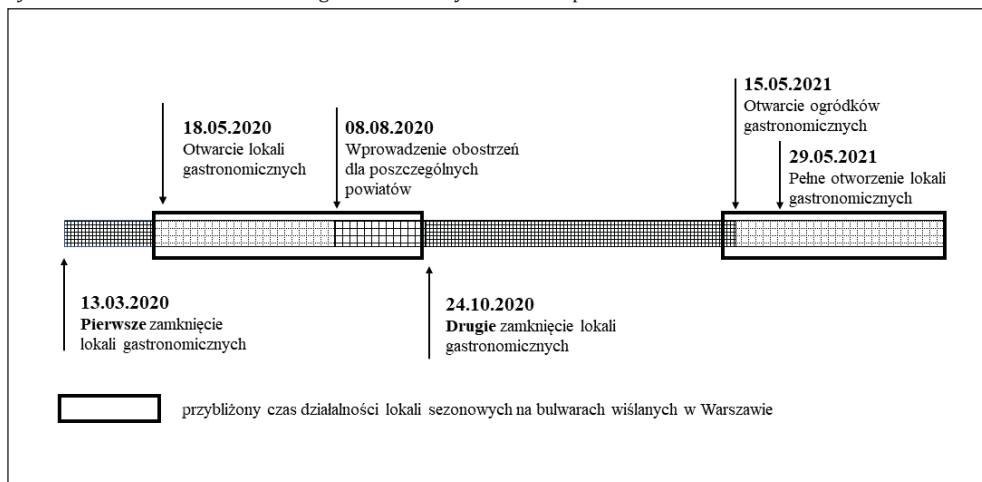 18.05.2020
Otwarcie lokali
gastronomicznych
08.08.2020
Wprowadzenie obostrzeń
dla poszczególnych
powiatów
15.05.2021
Otwarcie ogródków
gastronomicznych
29.05.2021
Pełne otworzenie lokali
gastronomicznych
13.03.2020
Pierwsze zamknięcie
lokali gastronomicznych
24.10.2020
Drugie zamknięcie lokali
gastronomicznych
przybliżony czas działalności lokali sezonowych na bulwarach wiślanych w Warszawie